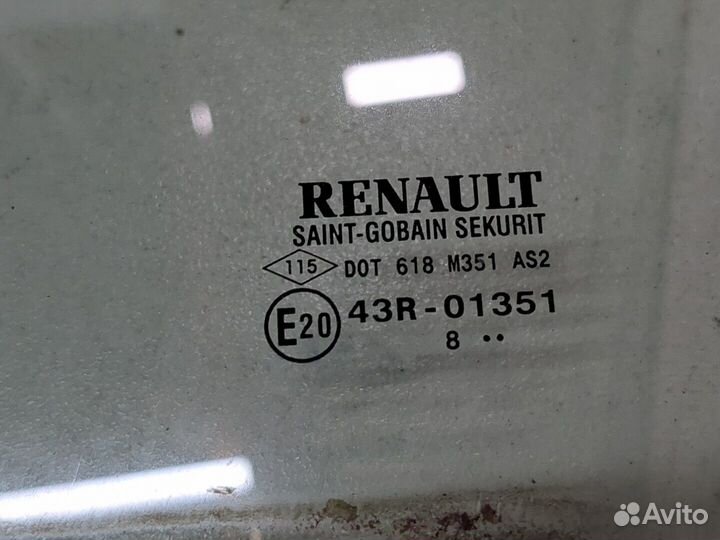 RENAULT
SAINT-GOBAIN SEKURIT
115 DOT 618 M351 AS2
E20 43R-01351
8 ••
Avito